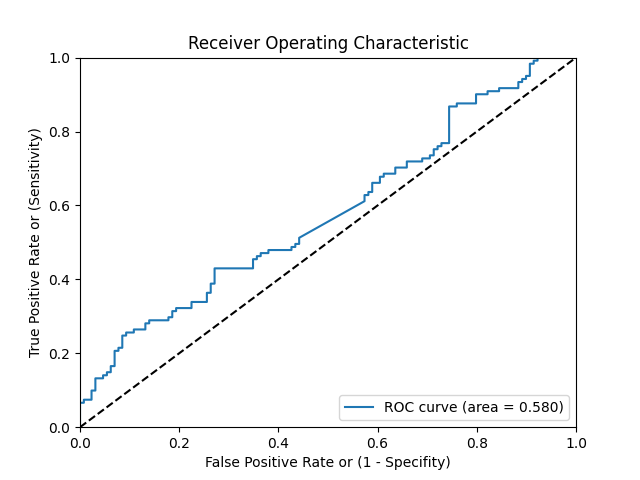 Receiver Operating Characteristic
True Positive Rate or (Sensitivity)
1.0
0.8
0.6
0.4
0.2
0.0
0.0 0.2 0.4 0.6 0.8 1.0
ROC curve (area = 0.580)
False Positive Rate or (1 - Specifity)